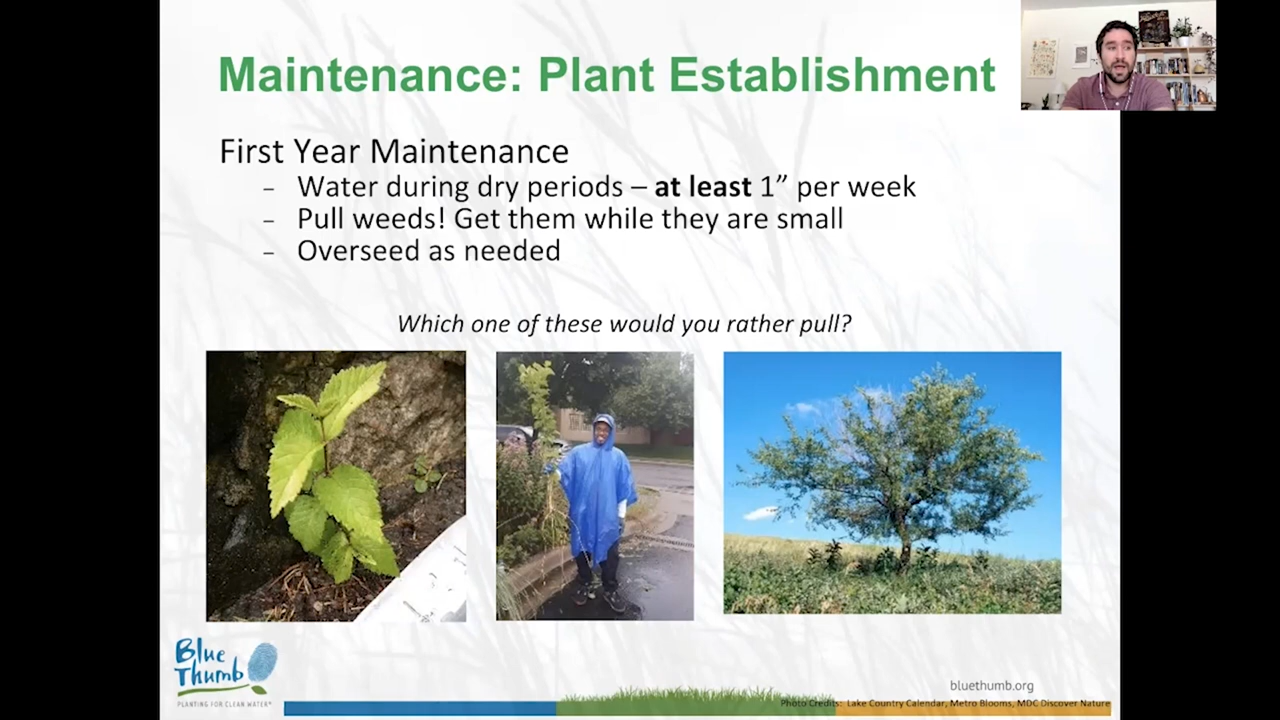 Maintenance: Plant Establishment
First Year Maintenance
– Water during dry periods – at least 1” per week
– Pull weeds! Get them while they are small
– Overseed as needed
Which one of these would you rather pull?
Blue
Thumb
PLANTING FOR CLEAN WATER
bluethumb.org
Photo Credits: Lake Country Calendar, Metro Blooms, MDC Discover Nature